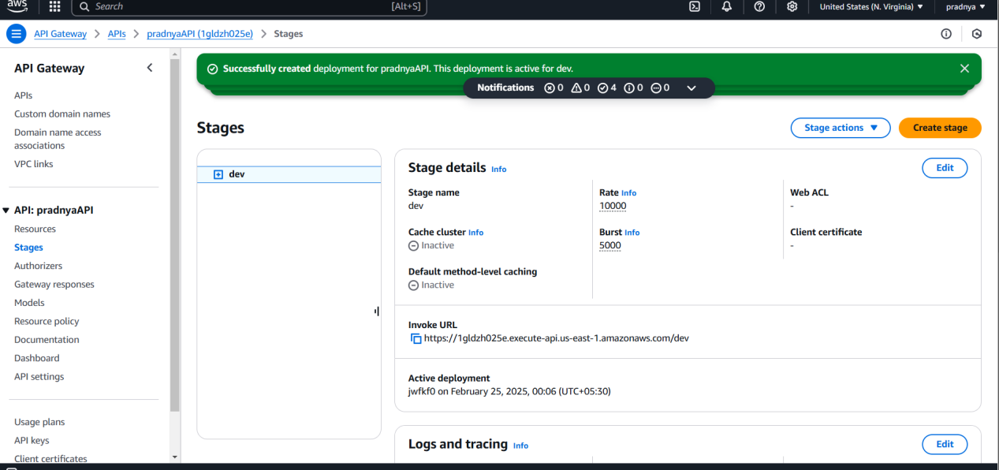 aws
Search
[Alt+S]
United States (N. Virginia)
pradnya
API Gateway
APIs
pradnyaAPI (1gldzh025e)
Stages
API Gateway
APIs
Custom domain names
Domain name access
associations
VPC links
API: pradnyaAPI
Resources
Stages
Authorizers
Gateway responses
Models
Resource policy
Documentation
Dashboard
API settings
Usage plans
API keys
Client certificates
Successfully created deployment for pradnyaAPI. This deployment is active for dev.
Notifications 0 0 4 0 0
Stages
Stage actions
Create stage
dev
Stage details Info
Edit
Stage name
dev
Cache cluster Info
Inactive
Default method-level caching
Inactive
Rate Info
10000
Burst Info
5000
Web ACL
-
Client certificate
-
Invoke URL
https://1gldzh025e.execute-api.us-east-1.amazonaws.com/dev
Active deployment
jwfkf0 on February 25, 2025, 00:06 (UTC+05:30)
Logs and tracing Info
Edit